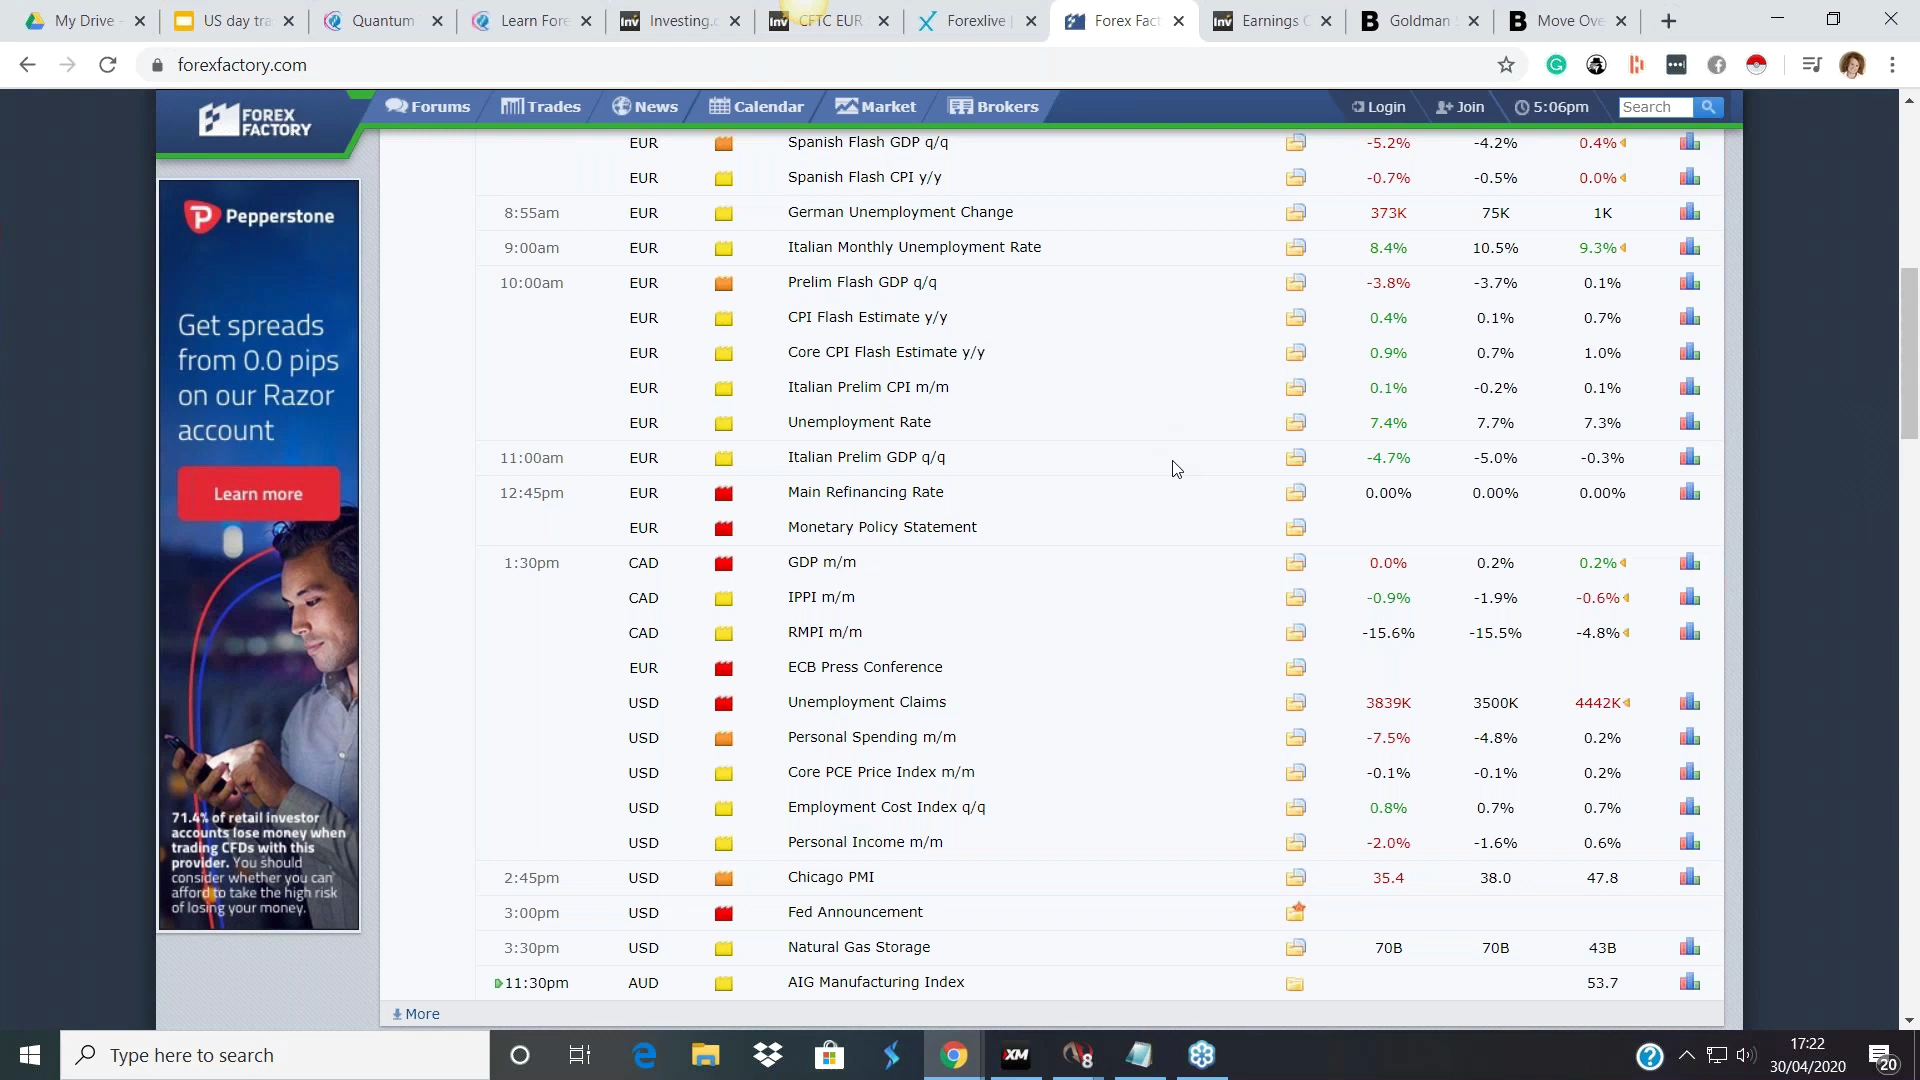 My Drive -
US day tra
Quantum
Learn Fore
Investing.c
CFTC EUR
Forexlive
Forex Fact
Earnings C
Goldman
Move Ove
forexfactory.com
FOREX
FACTORY
Forums
Trades
News
Calendar
Market
Brokers
Login
Join
5:06pm
Search
EUR Spanish Flash GDP q/q -5.2% -4.2% 0.4%
EUR Spanish Flash CPI y/y -0.7% -0.5% 0.0%
8:55am EUR German Unemployment Change 373K 75K 1K
9:00am EUR Italian Monthly Unemployment Rate 8.4% 10.5% 9.3%
10:00am EUR Prelim Flash GDP q/q -3.8% -3.7% 0.1%
EUR CPI Flash Estimate y/y 0.4% 0.1% 0.7%
EUR Core CPI Flash Estimate y/y 0.9% 0.7% 1.0%
EUR Italian Prelim CPI m/m 0.1% -0.2% 0.1%
EUR Unemployment Rate 7.4% 7.7% 7.3%
11:00am EUR Italian Prelim GDP q/q -4.7% -5.0% -0.3%
12:45pm EUR Main Refinancing Rate 0.00% 0.00% 0.00%
EUR Monetary Policy Statement
1:30pm CAD GDP m/m 0.0% 0.2% 0.2%
CAD IPPI m/m -0.9% -1.9% -0.6%
CAD RMPI m/m -15.6% -15.5% -4.8%
EUR ECB Press Conference
USD Unemployment Claims 3839K 3500K 4442K
USD Personal Spending m/m -7.5% -4.8% 0.2%
USD Core PCE Price Index m/m -0.1% -0.1% 0.2%
USD Employment Cost Index q/q 0.8% 0.7% 0.7%
USD Personal Income m/m -2.0% -1.6% 0.6%
2:45pm USD Chicago PMI 35.4 38.0 47.8
3:00pm USD Fed Announcement
3:30pm USD Natural Gas Storage 70B 70B 43B
11:30pm AUD AIG Manufacturing Index 53.7
More
Pepperstone
Get spreads
from 0.0 pips
on our Razor
account
Learn more
71.4% of retail investor
accounts lose money when
trading CFDs with this
provider. You should
consider whether you can
afford to take the high risk
of losing your money.
Type here to search
XM
8
17:22
30/04/2020
20